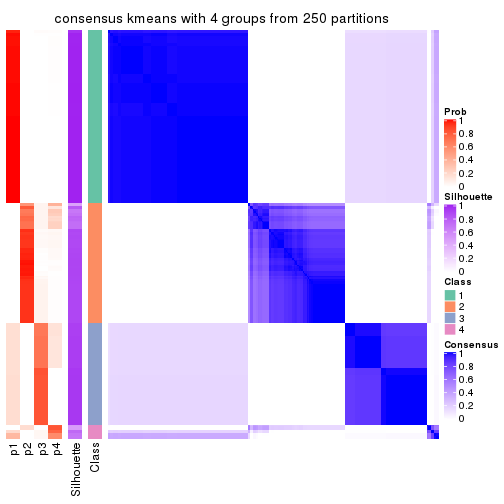 consensus kmeans with 4 groups from 250 partitions
Prob
1
0.8
0.6
0.4
0.2
0
Silhouette
1
0.8
0.6
0.4
0.2
0
Class
1
2
3
4
Consensus
1
0.8
0.6
0.4
0.2
0
p1
p2
p3
p4
Silhouette
Class